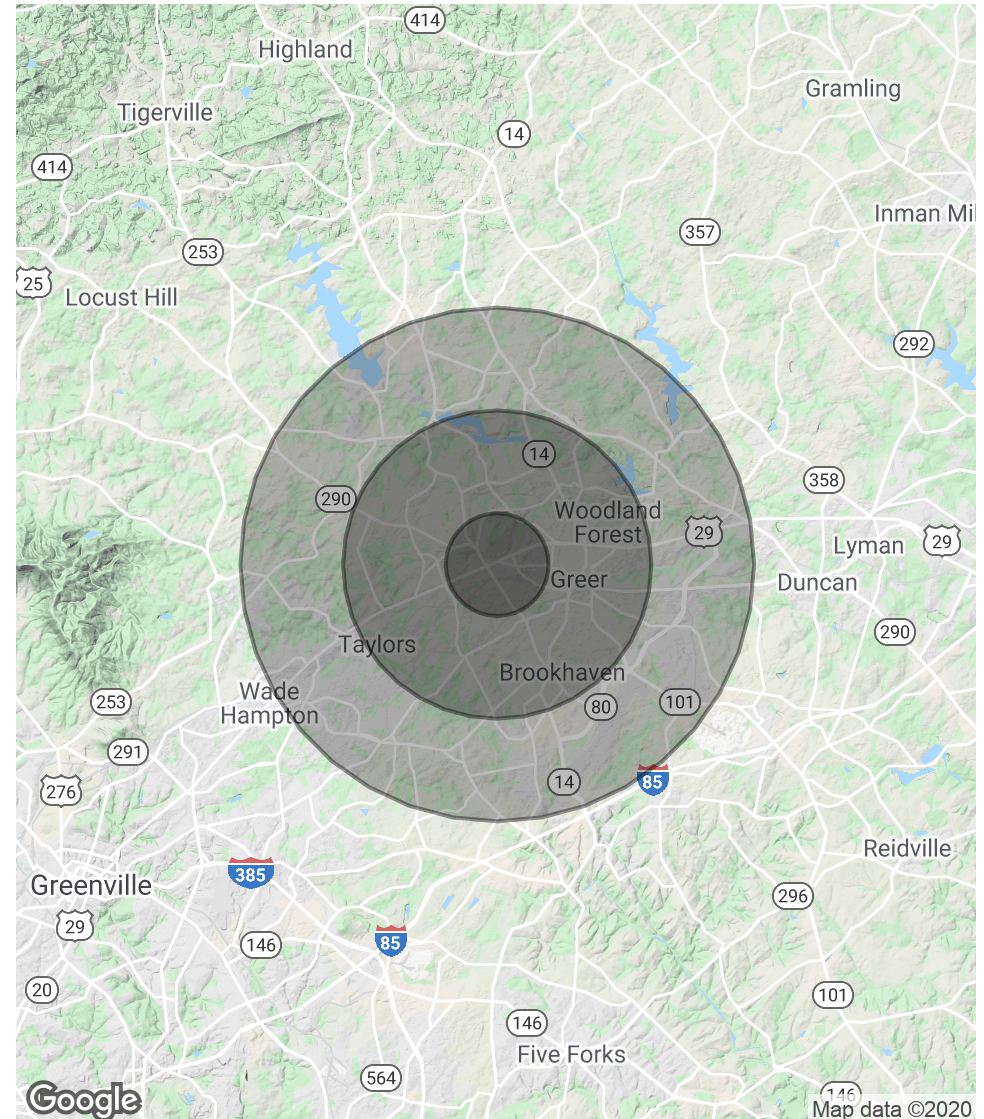 414
Highland
Gramling
Tigerville
14
414
Inman Mil
357
253
25
Locust Hill
292
14
358
290
Woodland
Forest
29
29
Lyman
Greer
Duncan
290
Taylors
Brookhaven
Wade
Hampton
253
80
101
291
276
14
85
Reidville
385
Greenville
296
29
85
146
20
101
146
Five Forks
564
146
Google
Map data ©2020